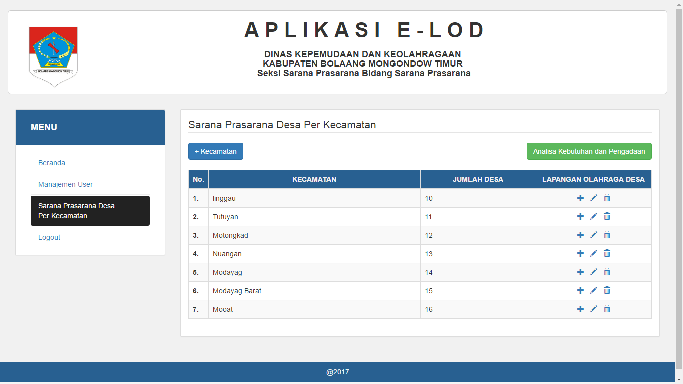 APLIKASI E-LOD
DINAS KEPEMUDAAN DAN KEOLAHRAGAAN
KABUPATEN BOLAANG MONGONDOW TIMUR
Seksi Sarana Prasarana Bidang Sarana Prasarana
MENU
Beranda
Manajemen User
Sarana Prasarana Desa
Per Kecamatan
Logout
Sarana Prasarana Desa Per Kecamatan
+ Kecamatan
Analisa Kebutuhan dan Pengadaan
No. KECAMATAN JUMLAH DESA LAPANGAN OLAHRAGA DESA
1. 10
2. Tutuyan 11
3. Motongkad 12
4. Nuangan 13
5. Modayag 14
6. Modayag Barat 15
7. Mooat 16
@2017